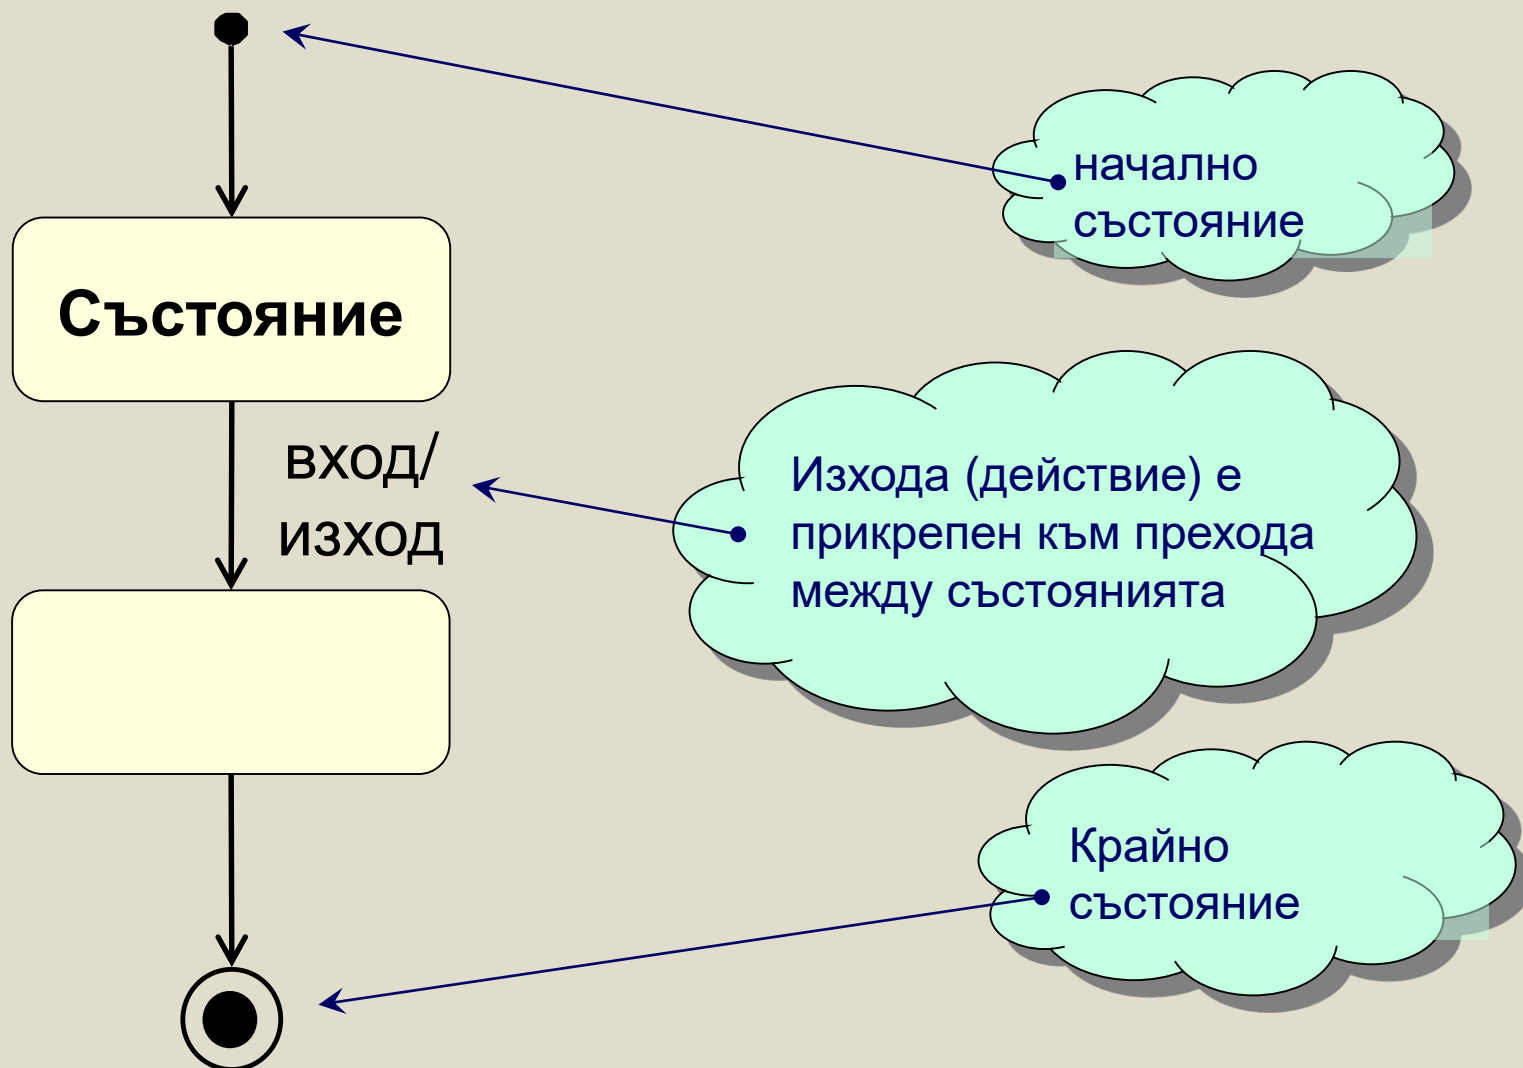 начално
състояние
Състояние
вход/
изход
Изхода (действие) е
прикрепен към прехода
между състоянията
Крайно
състояние